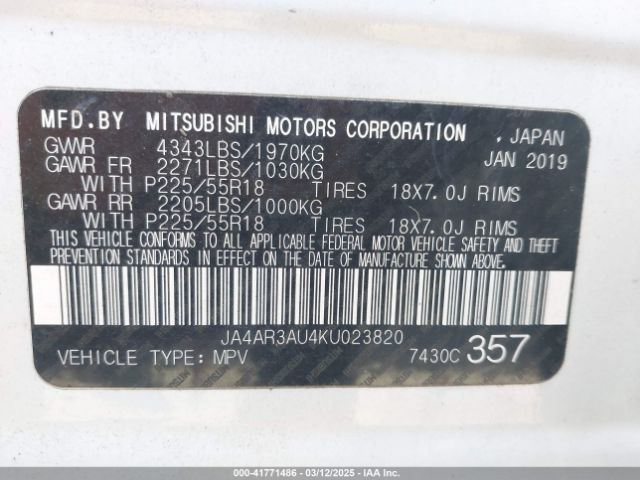 MFD.BY MITSUBISHI MOTORS CORPORATION , JAPAN
GVWR 4343LBS/1970KG JAN 2019
GAWR FR 2271LBS/1030KG
WITH P225/55R18 TIRES 18X7.0J RIMS
GAWR RR 2205LBS/1000KG
WITH P225/55R18 TIRES 18X7.0J RIMS
THIS VEHICLE CONFORMS TO ALL APPLICABLE FEDERAL MOTOR VEHICLE SAFETY AND THEFT
PREVENTION STANDARDS IN EFFECT ON THE DATE OF MANUFACTURE SHOWN ABOVE.
JA4AR3AU4KU023820
VEHICLE TYPE: MPV 7430C 357
000-41771486 - 03/12/2025 - IAAI.COM